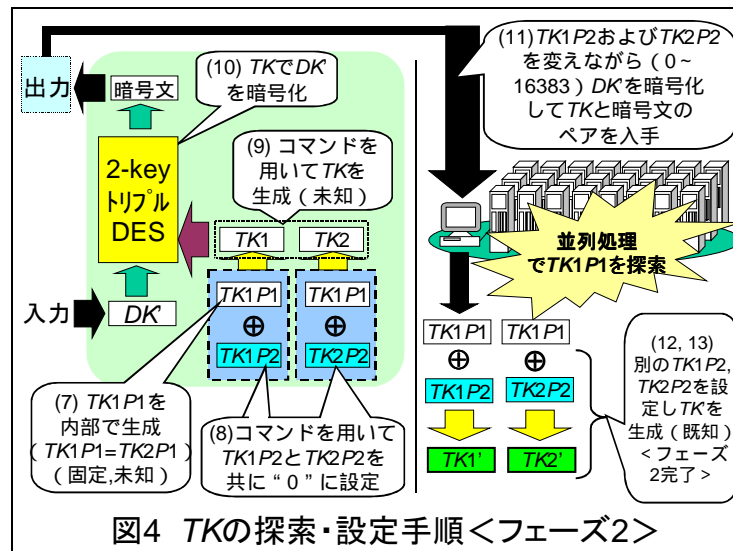 出力
暗号文
(10) TKでDK'
を暗号化
(9) コマンドを
用いてTKを
生成（未知）
2-key
トリプル
DES
TK1
TK2
入力
DK'
TK1P1
⊕
TK1P2
TK1P1
⊕
TK2P2
(7) TK1P1を
内部で生成
（TK1P1=TK2P1）
（固定,未知）
(8)コマンドを用いて
TK1P2とTK2P2を
共に“０”に設定
(11)TK1P2およびTK2P2
を変えながら（0～
16383）DK'を暗号化
してTKと暗号文の
ペアを入手
並列処理
でTK1P1を探索
TK1P1
⊕
TK1P2
TK1'
TK1P1
⊕
TK2P2
TK2'
(12, 13)
別のTK1P2,
TK2P2を設
定しTK'を
生成（既知）
＜フェーズ
2完了＞
図4 TKの探索・設定手順＜フェーズ2＞